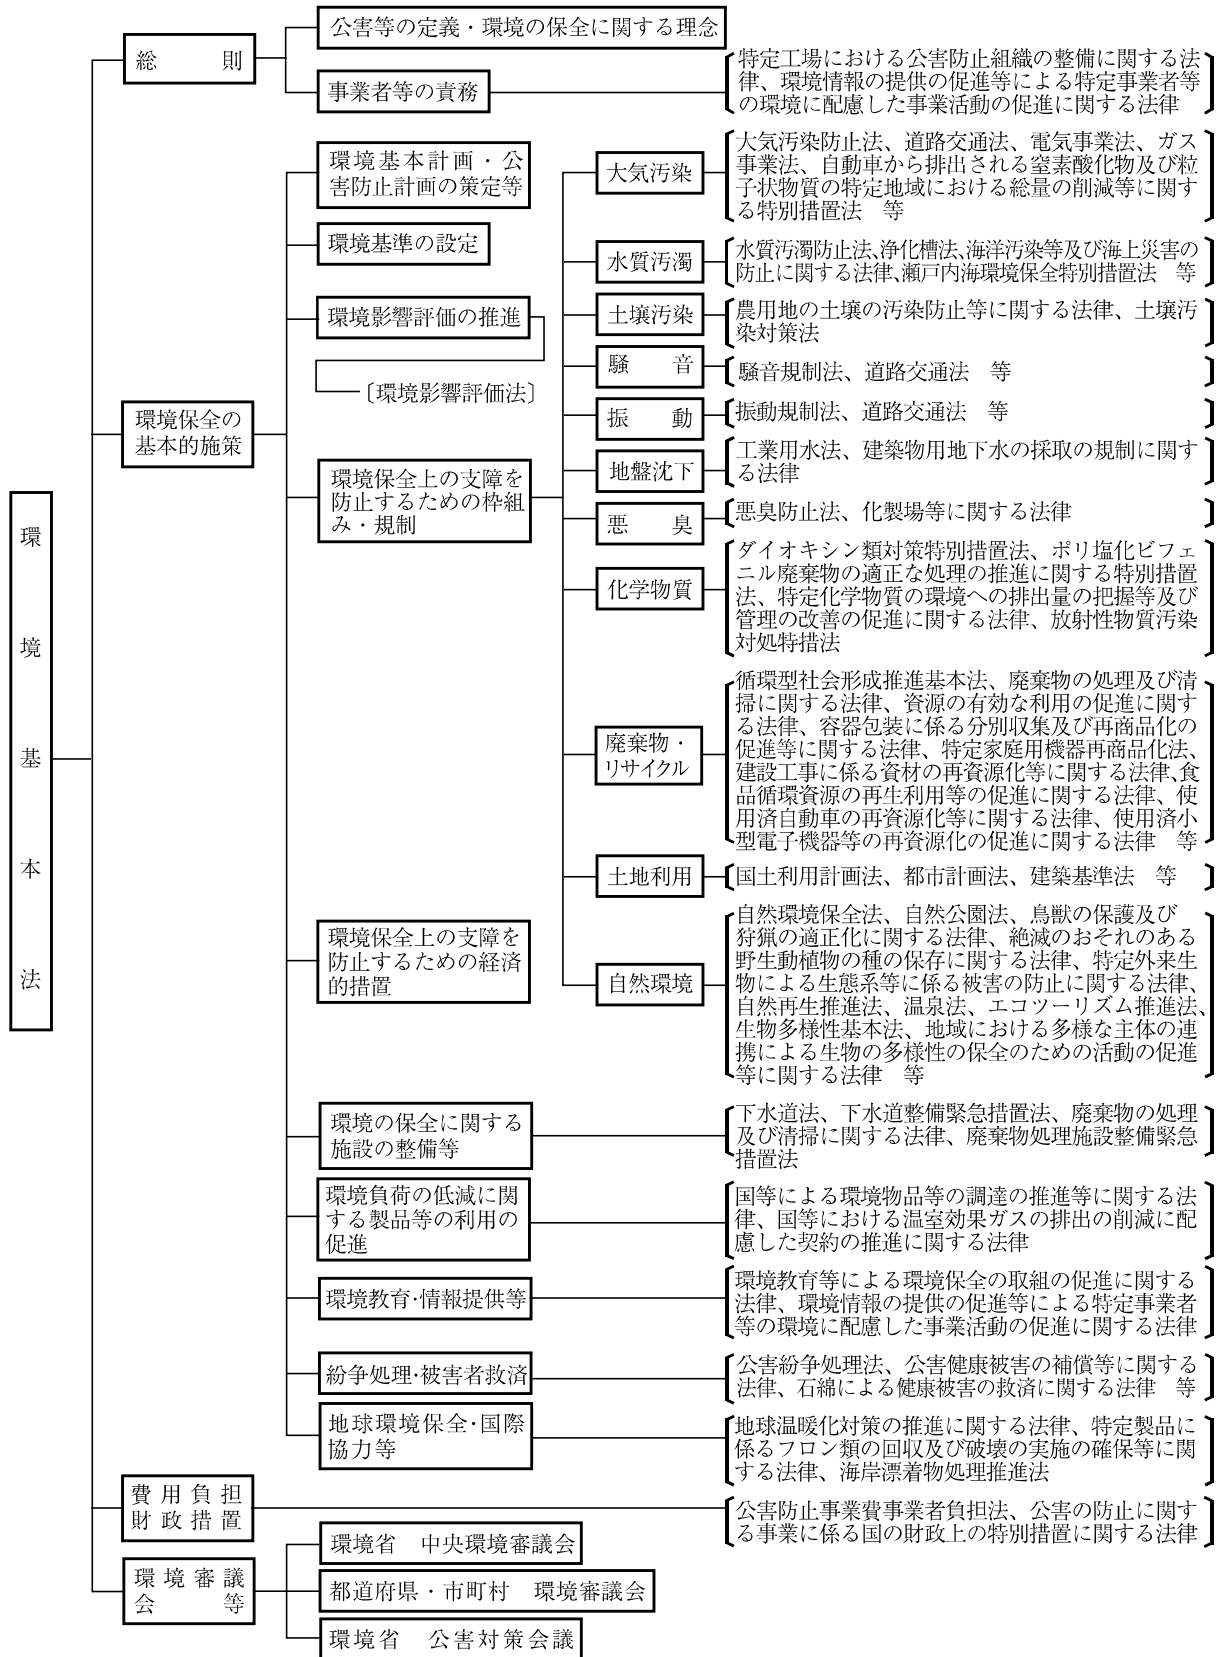 環境基本法
総　　則
公害等の定義・環境の保全に関する理念
事業者等の責務
特定工場における公害防止組織の整備に関する法
律、環境情報の提供の促進等による特定事業者等
の環境に配慮した事業活動の促進に関する法律
環境保全の
基本的施策
環境基本計画・公
害防止計画の策定等
環境基準の設定
環境影響評価の推進
〔環境影響評価法〕
環境保全上の支障を
防止するための枠組
み・規制
大気汚染
大気汚染防止法、道路交通法、電気事業法、ガス
事業法、自動車から排出される窒素酸化物及び粒
子状物質の特定地域における総量の削減等に関す
る特別措置法　等
水質汚濁
水質汚濁防止法、浄化槽法、海洋汚染等及び海上災害の
防止に関する法律、瀬戸内海環境保全特別措置法　等
土壌汚染
農用地の土壌の汚染防止等に関する法律、土壌汚
染対策法
騒　　音
騒音規制法、道路交通法　等
振　　動
振動規制法、道路交通法　等
地盤沈下
工業用水法、建築物用地下水の採取の規制に関す
る法律
悪　　臭
悪臭防止法、化製場等に関する法律
化学物質
ダイオキシン類対策特別措置法、ポリ塩化ビフェ
ニル廃棄物の適正な処理の推進に関する特別措置
法、特定化学物質の環境への排出量の把握等及び
管理の改善の促進に関する法律、放射性物質汚染
対処特措法
廃棄物・
リサイクル
循環型社会形成推進基本法、廃棄物の処理及び清
掃に関する法律、資源の有効な利用の促進に関す
る法律、容器包装に係る分別収集及び再商品化の
促進等に関する法律、特定家庭用機器再商品化法、
建設工事に係る資材の再資源化等に関する法律、食
品循環資源の再生利用等の促進に関する法律、使
用済自動車の再資源化等に関する法律、使用済小
型電子機器等の再資源化の促進に関する法律　等
土地利用
国土利用計画法、都市計画法、建築基準法　等
自然環境
自然環境保全法、自然公園法、鳥獣の保護及び
狩猟の適正化に関する法律、絶滅のおそれのある
野生動植物の種の保存に関する法律、特定外来生
物による生態系等に係る被害の防止に関する法律、
自然再生推進法、温泉法、エコツーリズム推進法、
生物多様性基本法、地域における多様な主体の連
携による生物の多様性の保全のための活動の促進
等に関する法律　等
環境保全上の支障を
防止するための経済
的措置
環境の保全に関する
施設の整備等
下水道法、下水道整備緊急措置法、廃棄物の処理
及び清掃に関する法律、廃棄物処理施設整備緊急
措置法
環境負荷の低減に関
する製品等の利用の
促進
国等による環境物品等の調達の推進等に関する法
律、国等における温室効果ガスの排出の削減に配
慮した契約の推進に関する法律
環境教育・情報提供等
環境教育等による環境保全の取組の促進に関する
法律、環境情報の提供の促進等による特定事業者
等の環境に配慮した事業活動の促進に関する法律
紛争処理・被害者救済
公害紛争処理法、公害健康被害の補償等に関する
法律、石綿による健康被害の救済に関する法律　等
地球環境保全・国際
協力等
地球温暖化対策の推進に関する法律、特定製品に
係るフロン類の回収及び破壊の実施の確保等に関
する法律、海岸漂着物処理推進法
費用負担
財政措置
公害防止事業費事業者負担法、公害の防止に関す
る事業に係る国の財政上の特別措置に関する法律
環境審議
会　　等
環境省　中央環境審議会
都道府県・市町村　環境審議会
環境省　公害対策会議